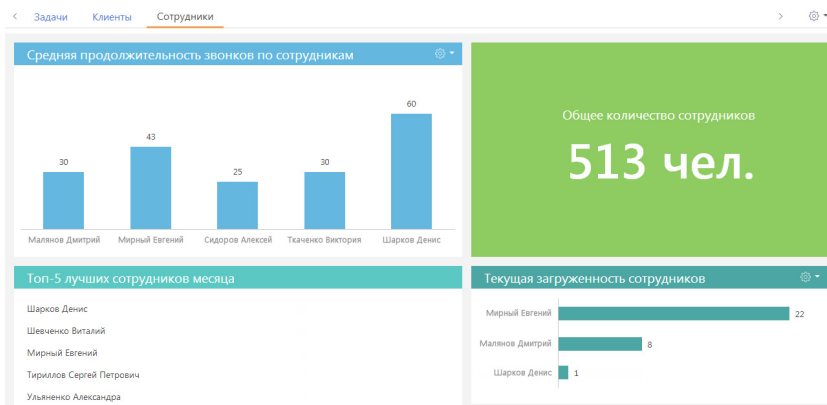 Задачи Клиенты Сотрудники
Средняя продолжительность звонков по сотрудникам
60
43
30
25
30
Малянов Дмитрий Мирный Евгений Сидоров Алексей Ткаченко Виктория Шарков Денис
Общее количество сотрудников
513 чел.
Топ-5 лучших сотрудников месяца
Шарков Денис
Шевченко Виталий
Мирный Евгений
Тириллов Сергей Петрович
Ульяненко Александра
Текущая загруженность сотрудников
Мирный Евгений 22
Малянов Дмитрий 8
Шарков Денис 1